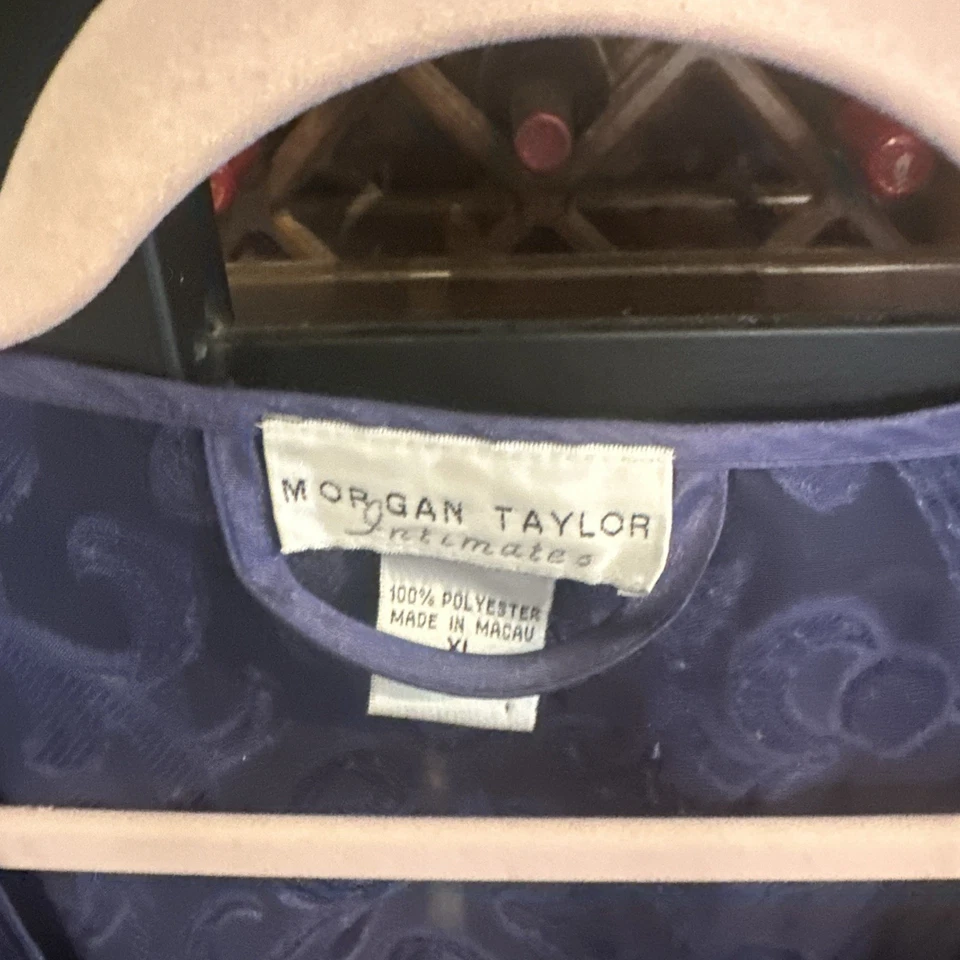 MORGAN TAYLOR
Intimates
100% POLYESTER
MADE IN MACAU
XL